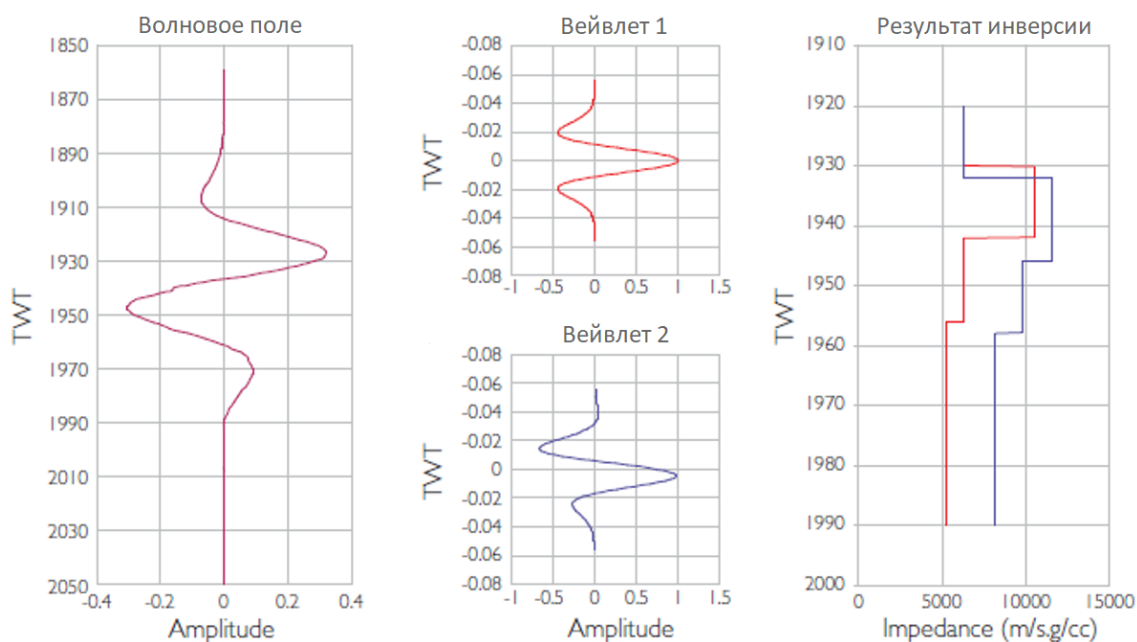 Волновое поле
1850
1870
1890
1910
1930
1950
1970
1990
2010
2030
2050
TWT
-0.4 -0.2 0 0.2 0.4
Amplitude
Вейвлет 1
-0.08
-0.06
-0.04
-0.02
0
-0.02
-0.04
-0.06
-0.08
TWT
-1 -0.5 0 0.5 1 1.5
Вейвлет 2
-0.08
-0.06
-0.04
-0.02
0
-0.02
-0.04
-0.06
-0.08
TWT
-1 -0.5 0 0.5 1 1.5
Amplitude
Результат инверсии
1910
1920
1930
1940
1950
1960
1970
1980
1990
2000
TWT
0 5000 10000 15000
Impedance (m/s.g/cc)